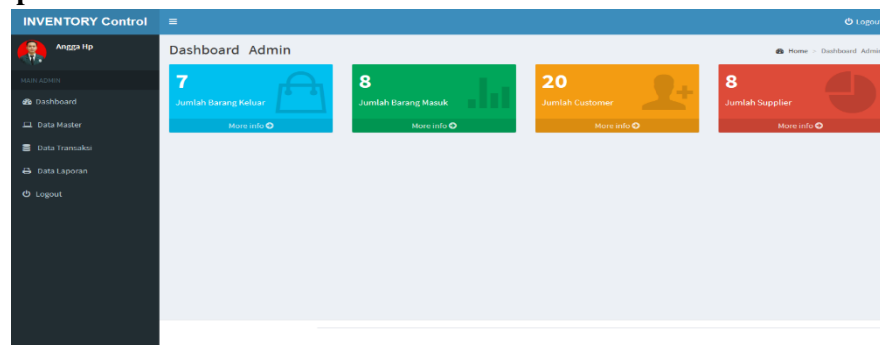 INVENTORY Control
Logout
Angga Hp
Dashboard Admin
Home > Dashboard Admin
MAIN ADMIN
Dashboard
Data Master
Data Transaksi
Data Laporan
Logout
7
Jumlah Barang Keluar
More info
8
Jumlah Barang Masuk
More info
20
Jumlah Customer
More info
8
Jumlah Supplier
More info